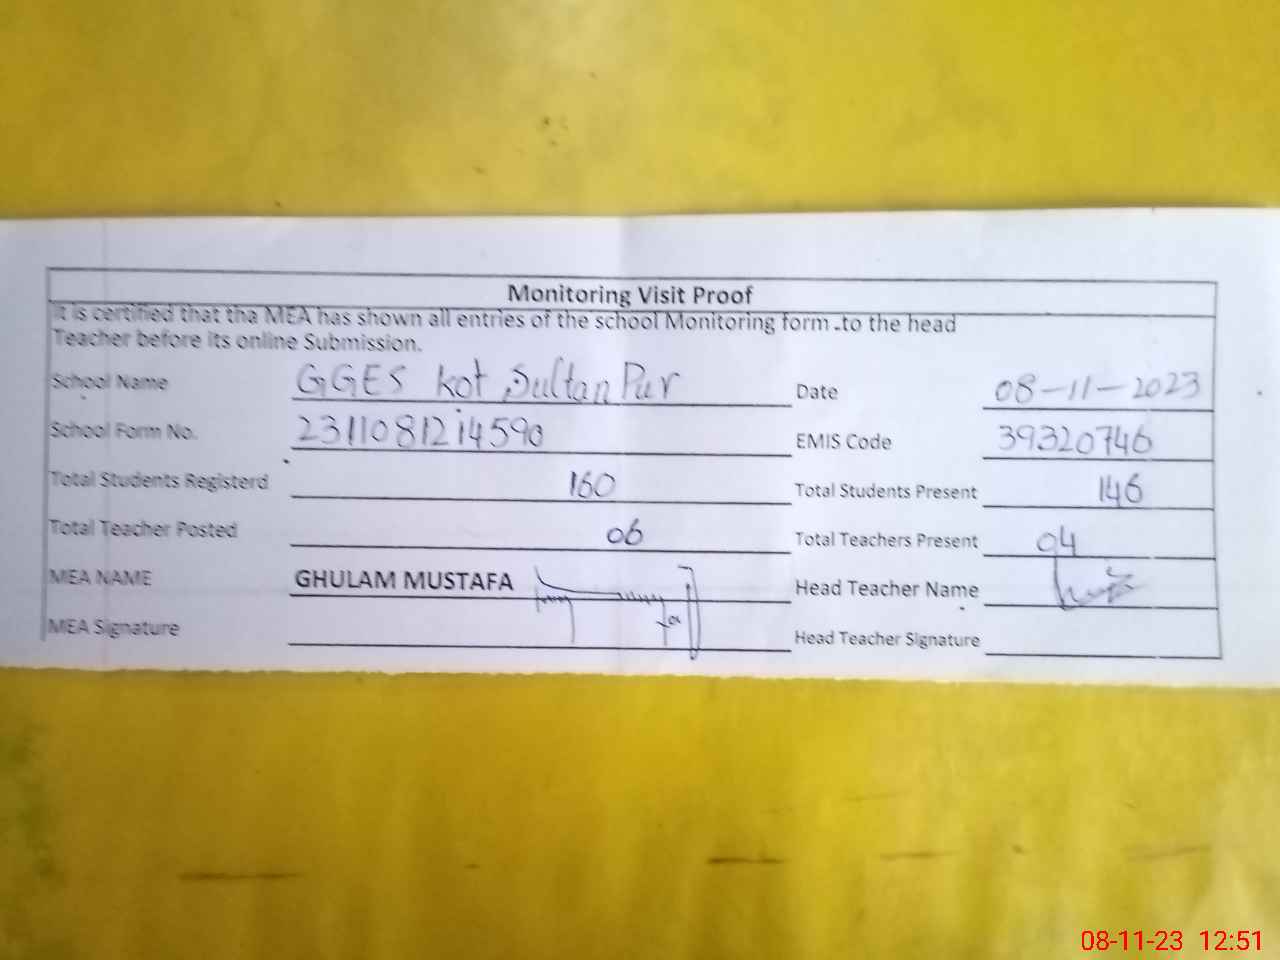 Monitoring Visit Proof
It is certified that tha MEA has shown all entries of the school Monitoring form .to the head
Teacher before its online Submission.
School Name GGES Kot Sultan Pur Date 08-11-2023
School Form No. 2311081214590 EMIS Code 39320746
Total Students Registerd 160 Total Students Present 146
Total Teacher Posted 06 Total Teachers Present 04
MEA NAME GHULAM MUSTAFA Head Teacher Name
MEA Signature Head Teacher Signature
08-11-23 12:51